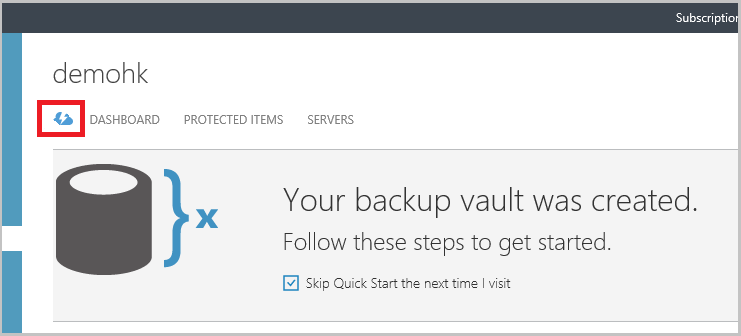 Subscription
demohk
DASHBOARD PROTECTED ITEMS SERVERS
} x
Your backup vault was created.
Follow these steps to get started.
Skip Quick Start the next time I visit